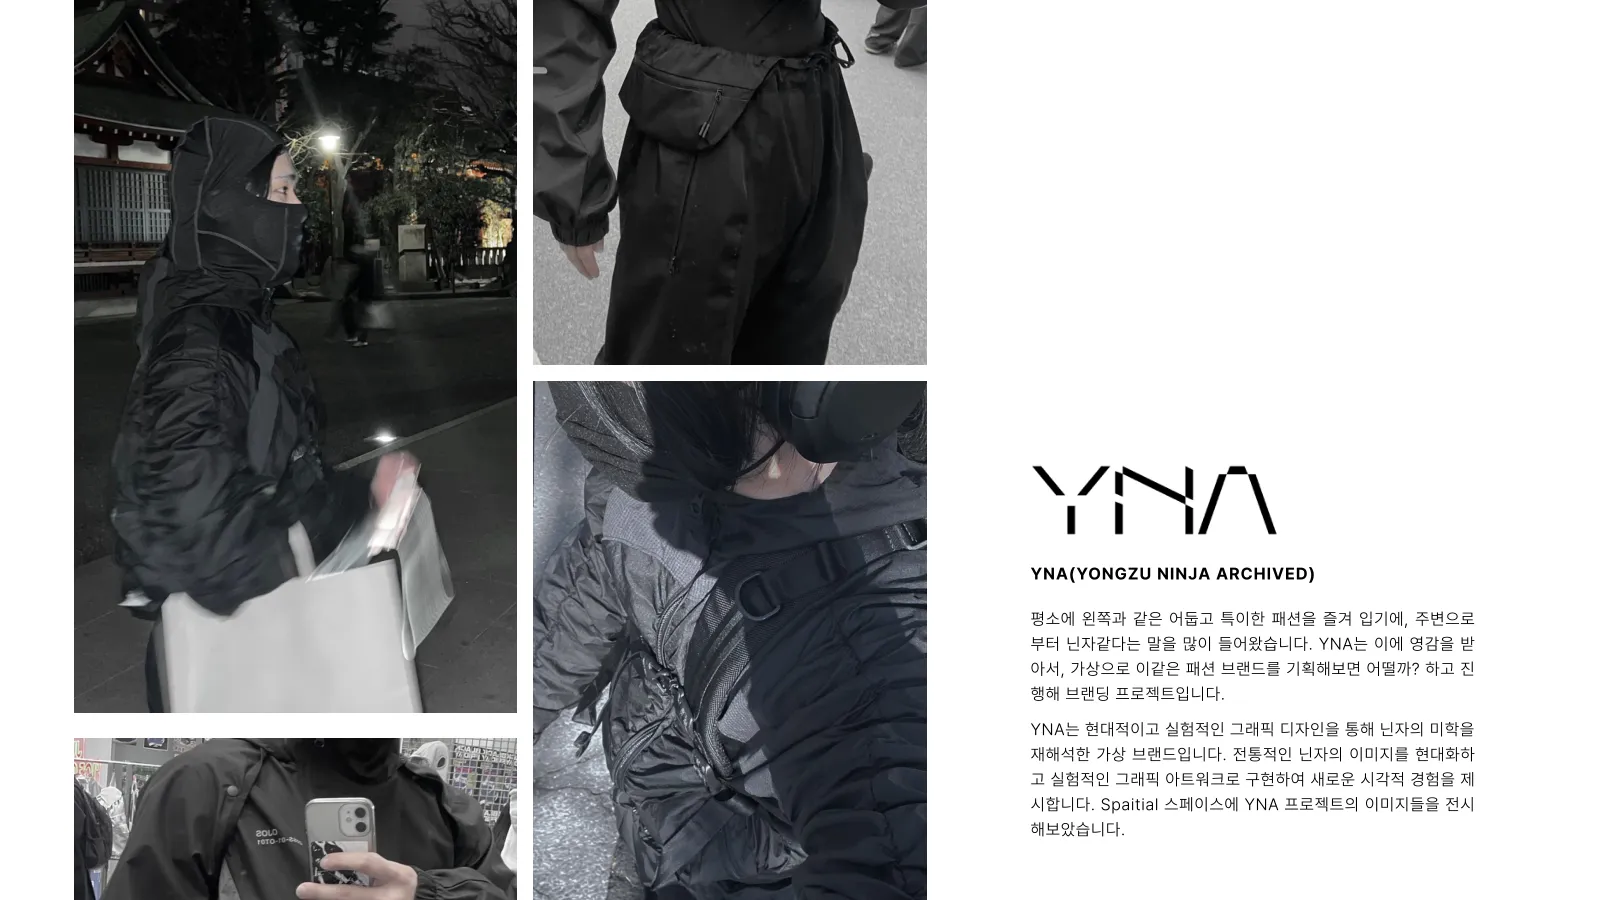 YNA
YNA(YONGZU NINJA ARCHIVED)
평소에 왼쪽과 같은 어둡고 특이한 패션을 즐겨 입기에, 주변으로
부터 닌자같다는 말을 많이 들어왔습니다. YNA는 이에 영감을 받
아서, 가상으로 이같은 패션 브랜드를 기획해보면 어떨까? 하고 진
행해 브랜딩 프로젝트입니다.
YNA는 현대적이고 실험적인 그래픽 디자인을 통해 닌자의 미학을
재해석한 가상 브랜드입니다. 전통적인 닌자의 이미지를 현대화하
고 실험적인 그래픽 아트워크로 구현하여 새로운 시각적 경험을 제
시합니다. Spaitial 스페이스에 YNA 프로젝트의 이미지들을 전시
해보았습니다.